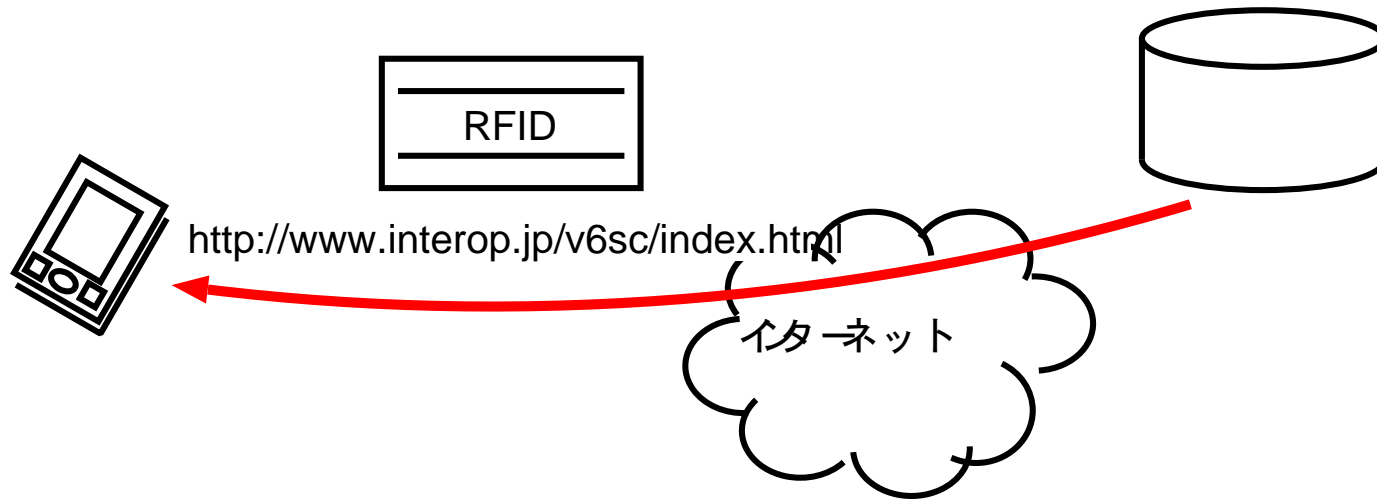 RFID
http://www.interop.jp/v6sc/index.html
インターネット